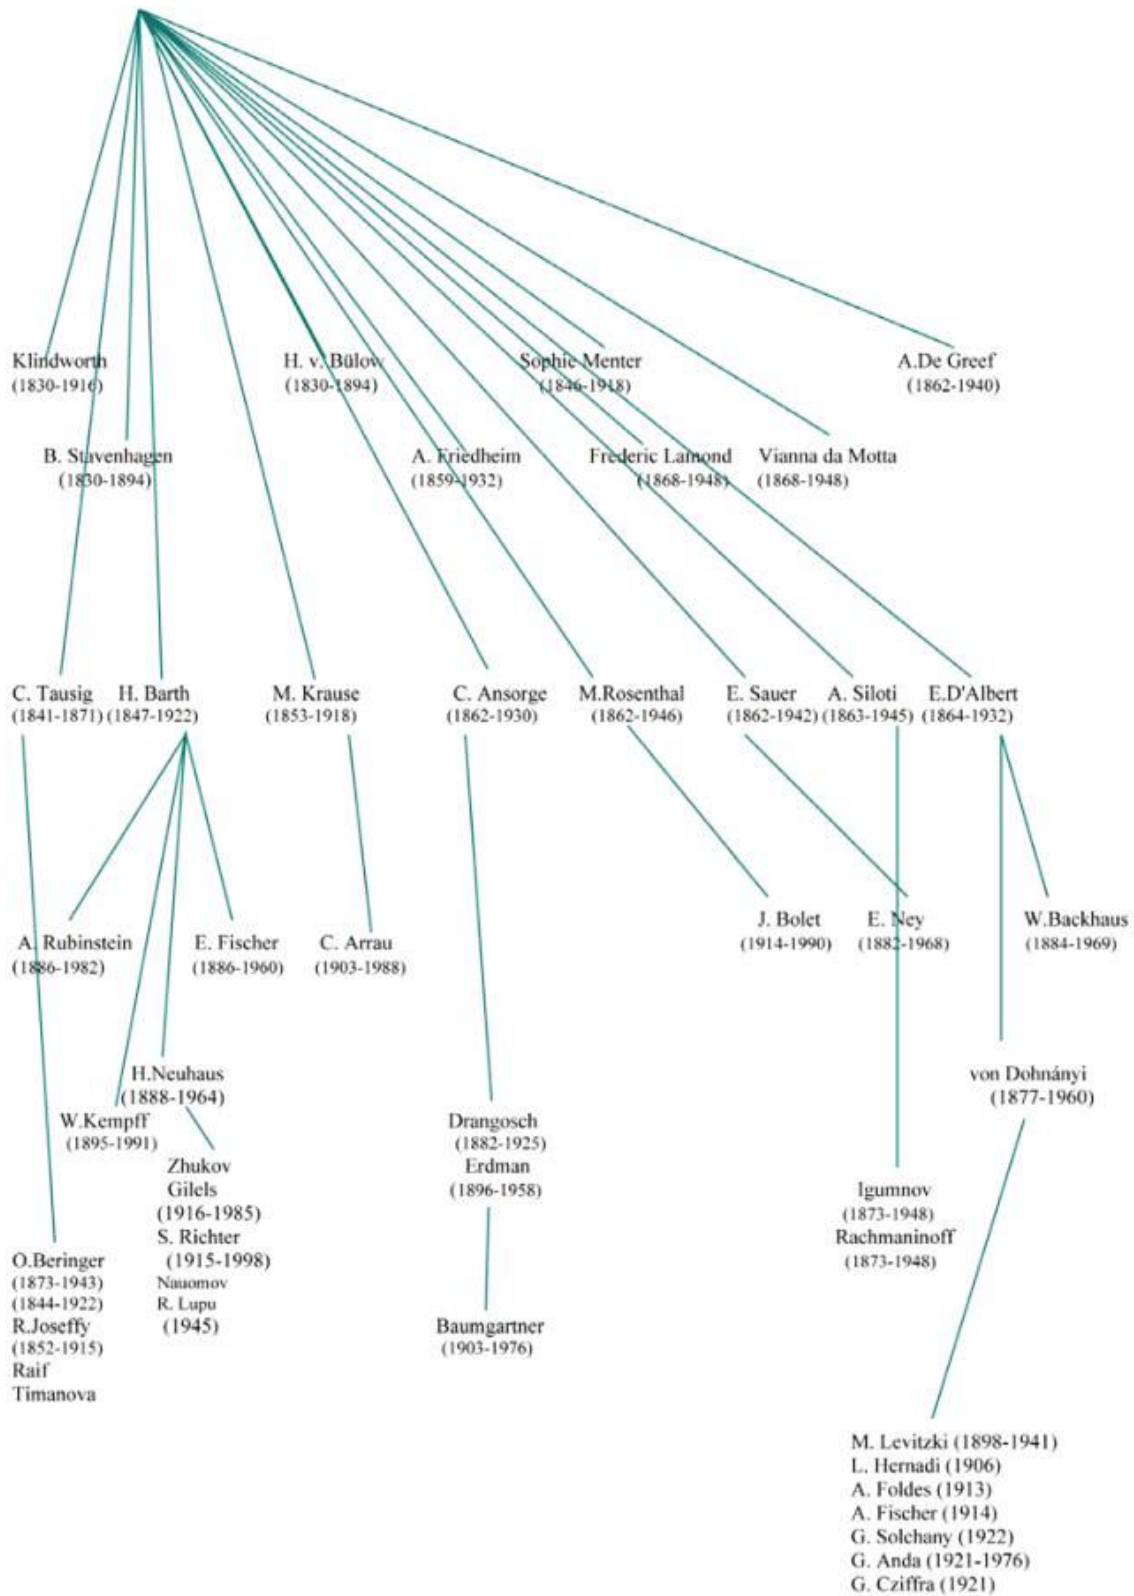 Klindworth
(1830-1916)
H. v. Bülow
(1830-1894)
Sophie Menter
(1846-1918)
A.De Greef
(1862-1940)
B. Stavenhagen
(1830-1894)
A. Friedheim
(1859-1932)
Frederic Lamond
(1868-1948)
Vianna da Motta
(1868-1948)
C. Tausig
(1841-1871)
H. Barth
(1847-1922)
M. Krause
(1853-1918)
C. Ansorge
(1862-1930)
M.Rosenthal
(1862-1946)
E. Sauer
(1862-1942)
A. Siloti
(1863-1945)
E.D'Albert
(1864-1932)
A. Rubinstein
(1886-1982)
E. Fischer
(1886-1960)
C. Arrau
(1903-1988)
J. Bolet
(1914-1990)
E. Ney
(1882-1968)
W.Backhaus
(1884-1969)
H.Neuhaus
(1888-1964)
W.Kempff
(1895-1991)
Zhukov
Gilels
(1916-1985)
S. Richter
(1915-1998)
Nauomov
R. Lupu
(1945)
Drangosch
(1882-1925)
Erdman
(1896-1958)
Baumgartner
(1903-1976)
von Dohnányi
(1877-1960)
Igumnov
(1873-1948)
Rachmaninoff
(1873-1948)
O.Beringer
(1873-1943)
(1844-1922)
R.Joseffy
(1852-1915)
Raif
Timanova
M. Levitzki (1898-1941)
L. Hernadi (1906)
A. Foldes (1913)
A. Fischer (1914)
G. Solchany (1922)
G. Anda (1921-1976)
G. Cziffra (1921)